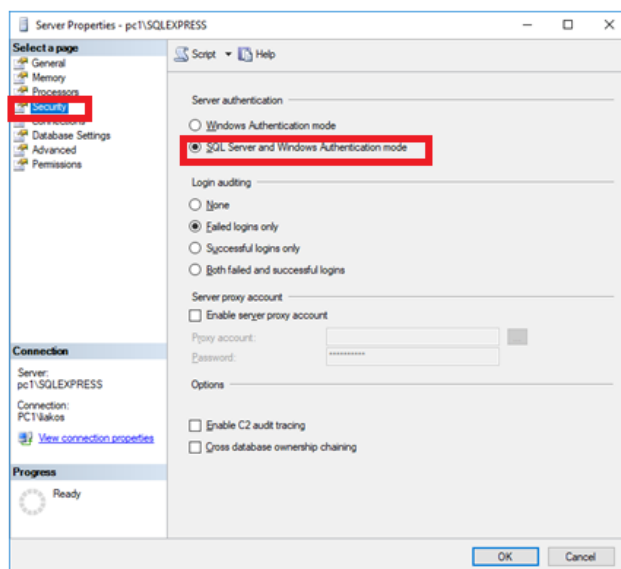 Server Properties - pc1\SQLEXPRESS
Select a page
General
Memory
Processors
Security
Connections
Database Settings
Advanced
Permissions
Script
Help
Server authentication
Windows Authentication mode
SQL Server and Windows Authentication mode
Login auditing
None
Failed logins only
Successful logins only
Both failed and successful logins
Server proxy account
Enable server proxy account
Proxy account:
...
Password:
**********
Options
Enable C2 audit tracing
Cross database ownership chaining
Connection
Server:
pc1\SQLEXPRESS
Connection:
View connection properties
Progress
Ready
OK
Cancel